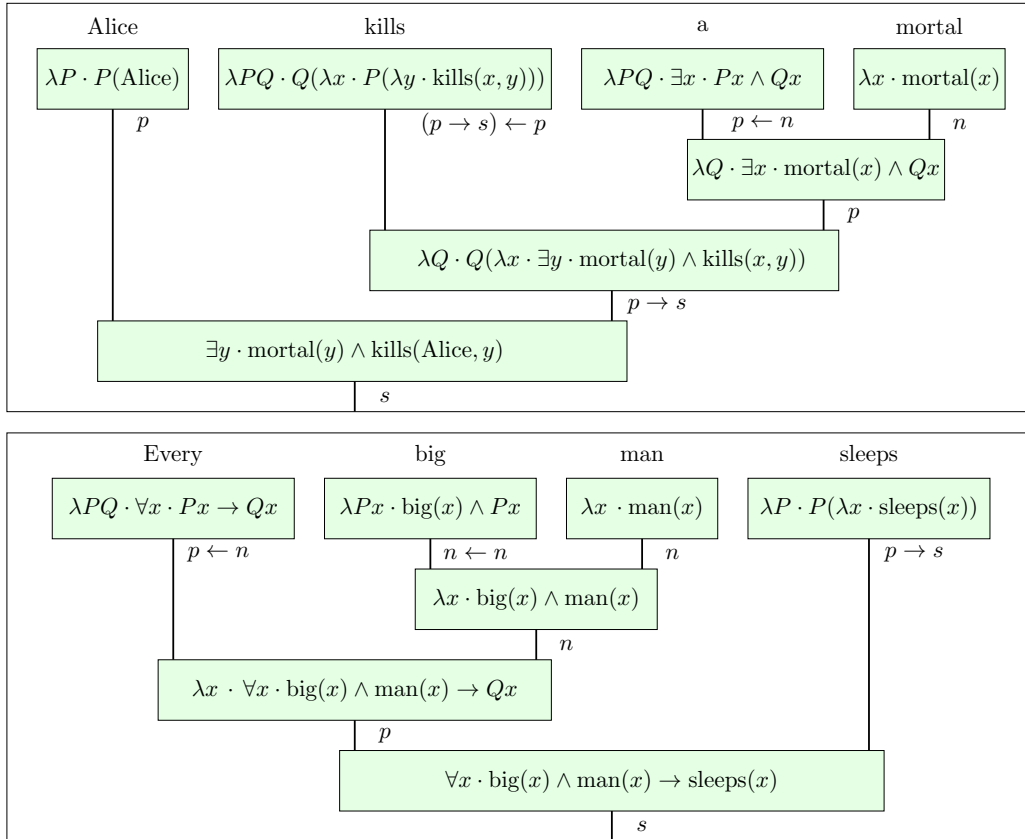 Alice kills a mortal
λP · P(Alice) λPQ · Q(λx · P(λy · kills(x, y))) λPQ · ∃x · Px ∧ Qx λx · mortal(x)
p (p → s) ← p p ← n n
λQ · ∃x · mortal(x) ∧ Qx
p
λQ · Q(λx · ∃y · mortal(y) ∧ kills(x, y))
p → s
∃y · mortal(y) ∧ kills(Alice, y)
s
Every big man sleeps
λPQ · ∀x · Px → Qx λPx · big(x) ∧ Px λx · man(x) λP · P(λx · sleeps(x))
p ← n n ← n n p → s
λx · big(x) ∧ man(x)
n
λx · ∀x · big(x) ∧ man(x) → Qx
p
∀x · big(x) ∧ man(x) → sleeps(x)
s